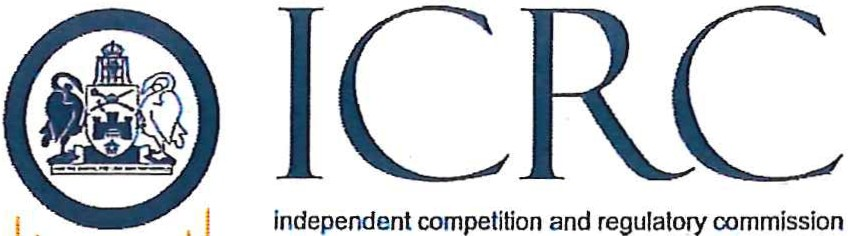 ICRC
independent competition and regulatory commission